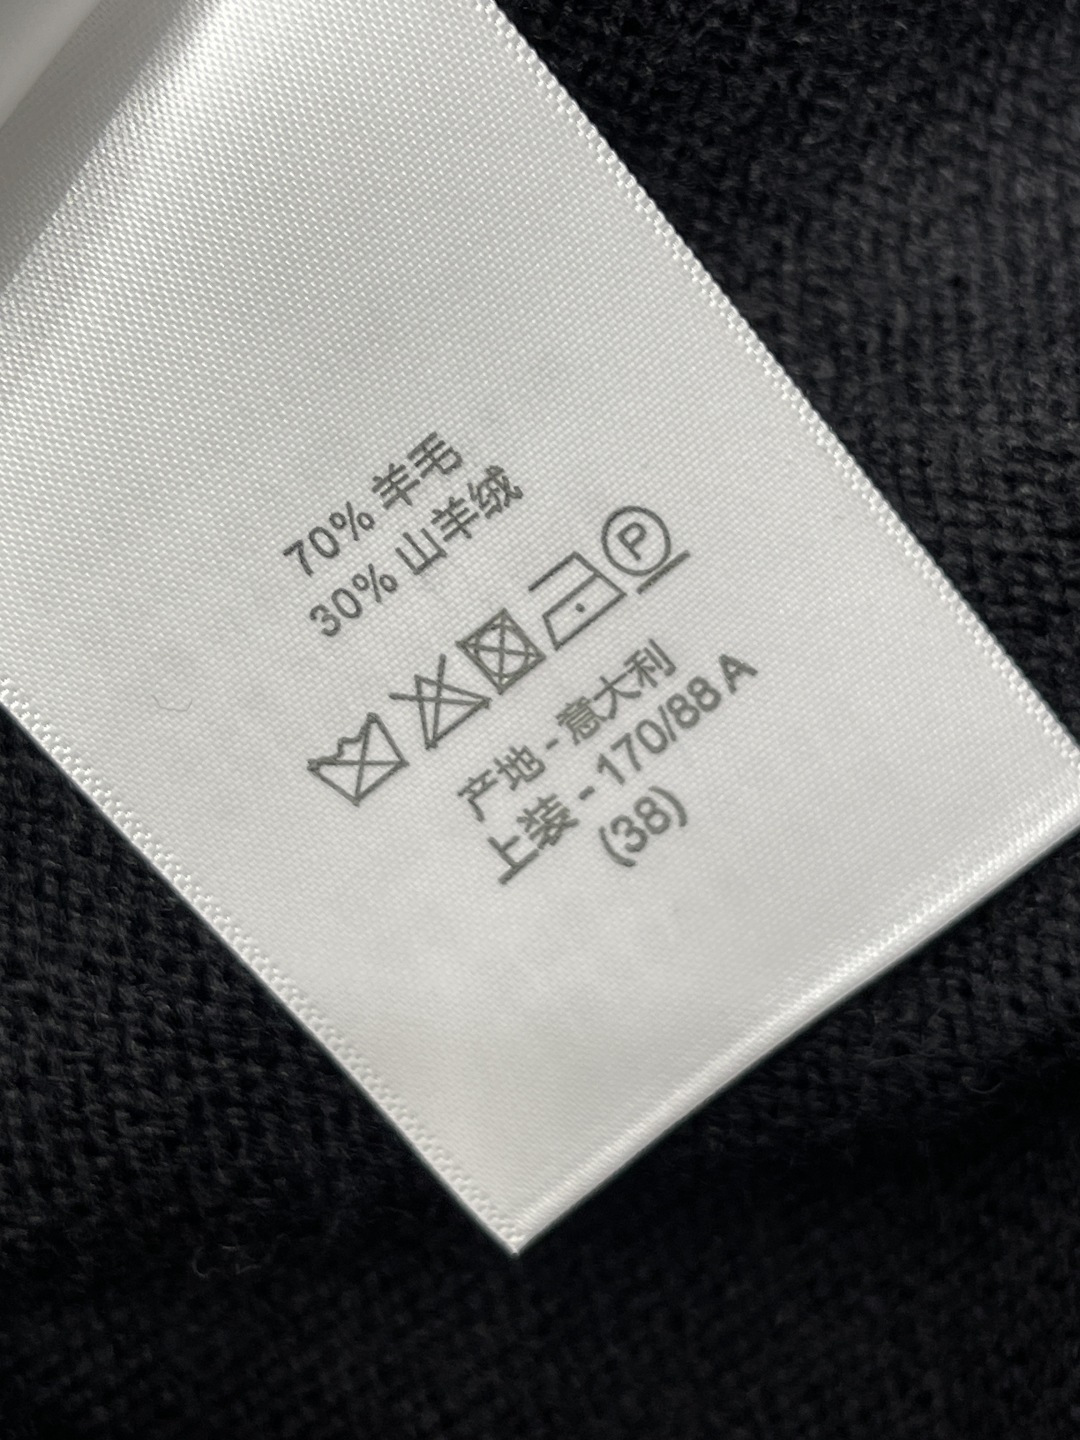 70% 羊毛
30% 山羊绒
P
产地 - 意大利
上装 - 170/88 A
(38)